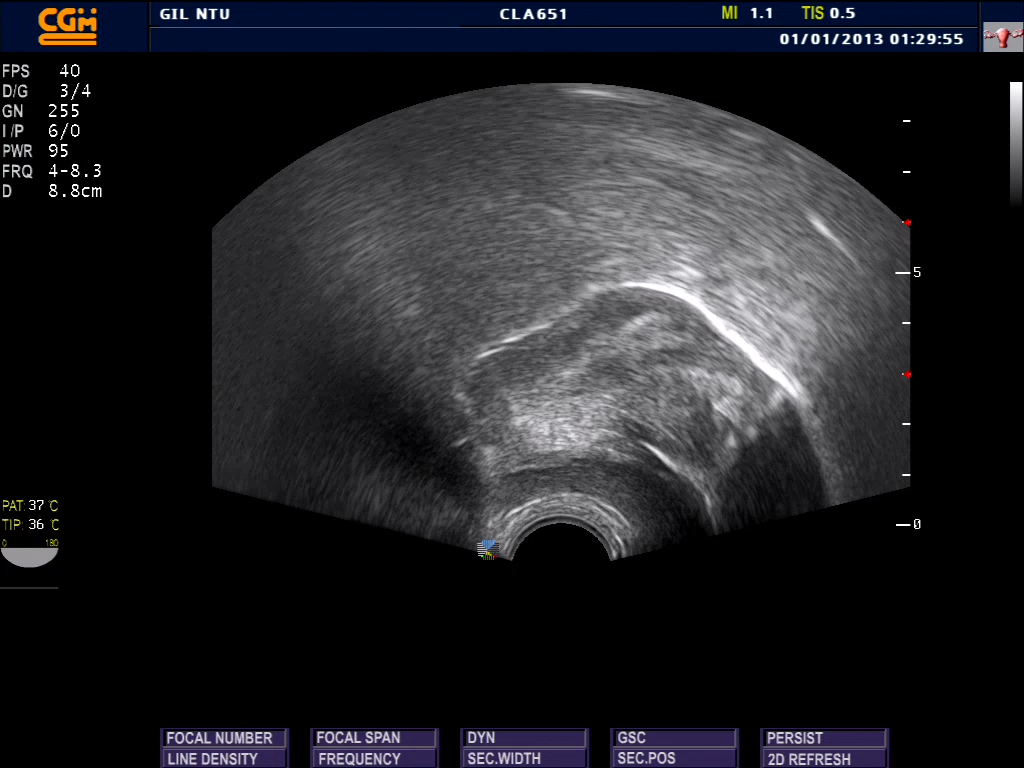 CGM
GIL NTU CLA651 MI 1.1 TIS 0.5
01/01/2013 01:29:55
FPS 40
D/G 3/4
GN 255
I/P 6/0
PWR 95
FRQ 4-8.3
D 8.8cm
5
PAT: 37 °C
TIP: 36 °C
0 180
0
FOCAL NUMBER FOCAL SPAN DYN GSC PERSIST
LINE DENSITY FREQUENCY SEC.WIDTH SEC.POS 2D REFRESH